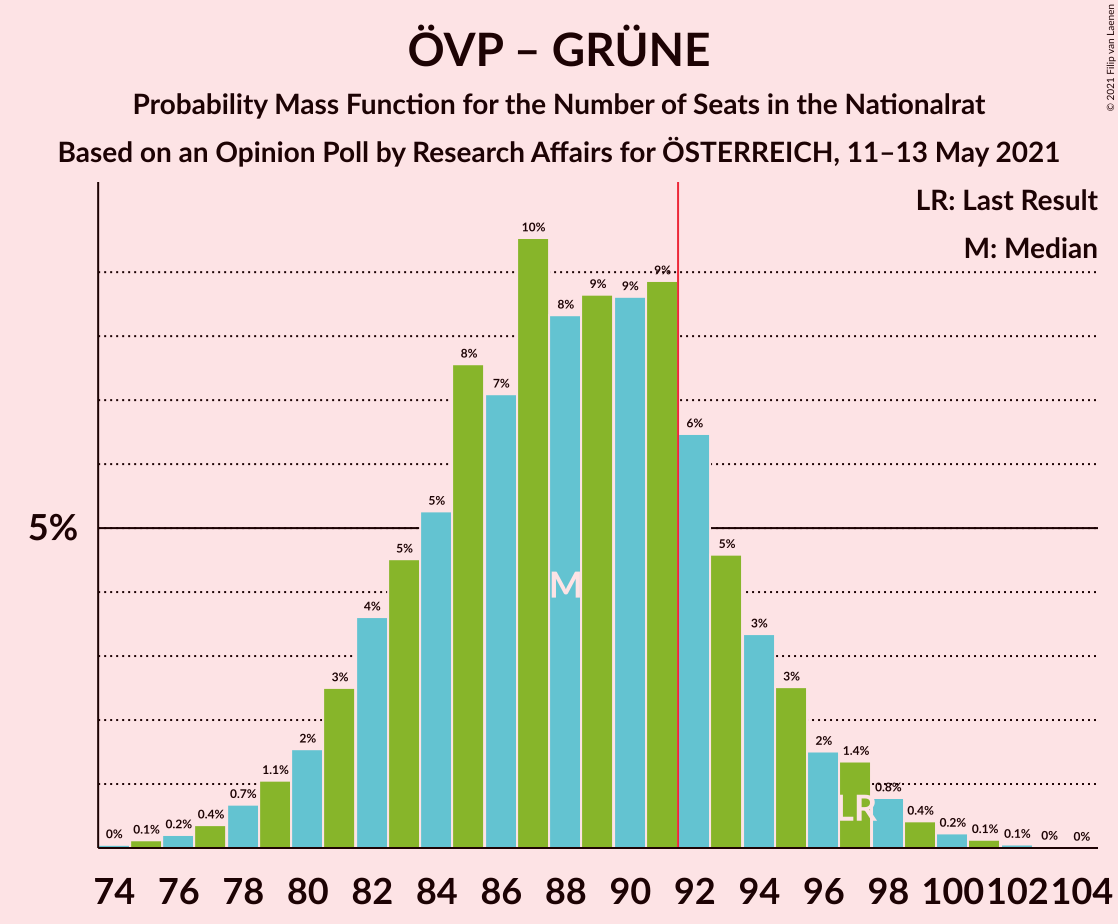 ÖVP – GRÜNE
Probability Mass Function for the Number of Seats in the Nationalrat
Based on an Opinion Poll by Research Affairs for ÖSTERREICH, 11–13 May 2021
© 2021 Filip van Laenen
LR: Last Result
M: Median
5%
0% 0.1% 0.2% 0.4% 0.7% 1.1% 2% 3% 4% 5% 5% 8% 7% 10% 8% 9% 9% 9% 6% 5% 3% 3% 2% 1.4% 0.8% 0.4% 0.2% 0.1% 0.1% 0% 0%
M
LR
74 76 78 80 82 84 86 88 90 92 94 96 98 100 102 104